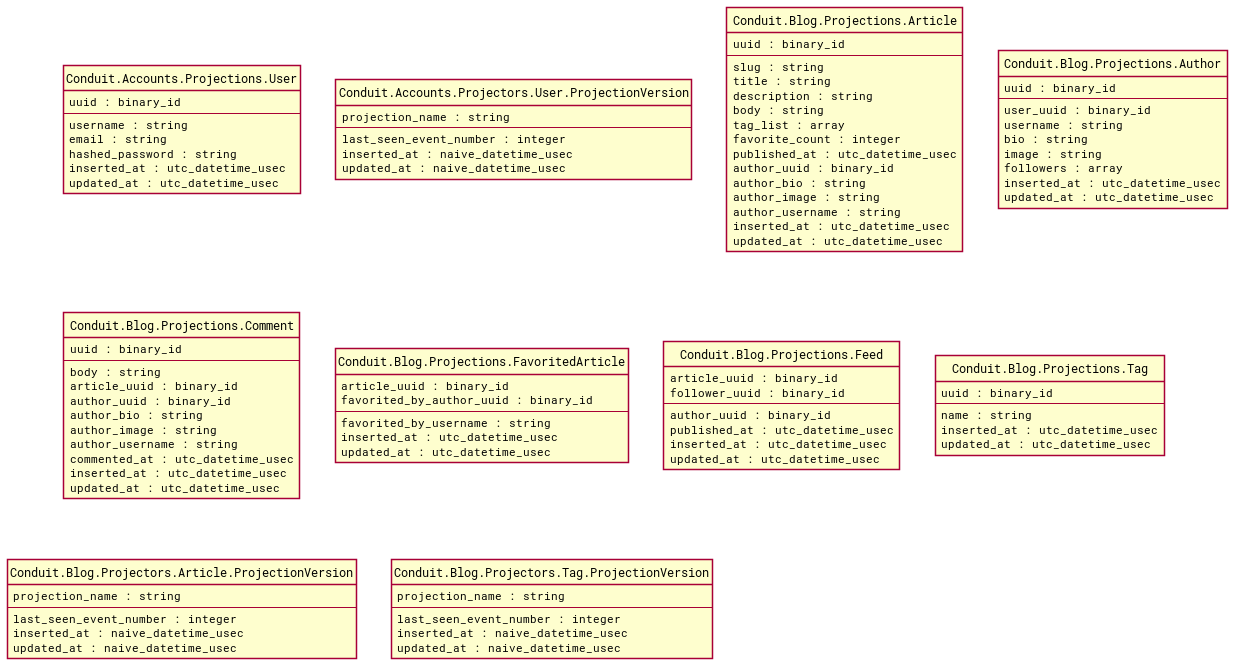 Conduit.Accounts.Projections.User
uuid : binary_id
username : string
email : string
hashed_password : string
inserted_at : utc_datetime_usec
updated_at : utc_datetime_usec
Conduit.Accounts.Projectors.User.ProjectionVersion
projection_name : string
last_seen_event_number : integer
inserted_at : naive_datetime_usec
updated_at : naive_datetime_usec
Conduit.Blog.Projections.Article
uuid : binary_id
slug : string
title : string
description : string
body : string
tag_list : array
favorite_count : integer
published_at : utc_datetime_usec
author_uuid : binary_id
author_bio : string
author_image : string
author_username : string
inserted_at : utc_datetime_usec
updated_at : utc_datetime_usec
Conduit.Blog.Projections.Author
uuid : binary_id
user_uuid : binary_id
username : string
bio : string
image : string
followers : array
inserted_at : utc_datetime_usec
updated_at : utc_datetime_usec
Conduit.Blog.Projections.Comment
uuid : binary_id
body : string
article_uuid : binary_id
author_uuid : binary_id
author_bio : string
author_image : string
author_username : string
commented_at : utc_datetime_usec
inserted_at : utc_datetime_usec
updated_at : utc_datetime_usec
Conduit.Blog.Projections.FavoritedArticle
article_uuid : binary_id
favorited_by_author_uuid : binary_id
favorited_by_username : string
inserted_at : utc_datetime_usec
updated_at : utc_datetime_usec
Conduit.Blog.Projections.Feed
article_uuid : binary_id
follower_uuid : binary_id
author_uuid : binary_id
published_at : utc_datetime_usec
inserted_at : utc_datetime_usec
updated_at : utc_datetime_usec
Conduit.Blog.Projections.Tag
uuid : binary_id
name : string
inserted_at : utc_datetime_usec
updated_at : utc_datetime_usec
Conduit.Blog.Projectors.Article.ProjectionVersion
projection_name : string
last_seen_event_number : integer
inserted_at : naive_datetime_usec
updated_at : naive_datetime_usec
Conduit.Blog.Projectors.Tag.ProjectionVersion
projection_name : string
last_seen_event_number : integer
inserted_at : naive_datetime_usec
updated_at : naive_datetime_usec